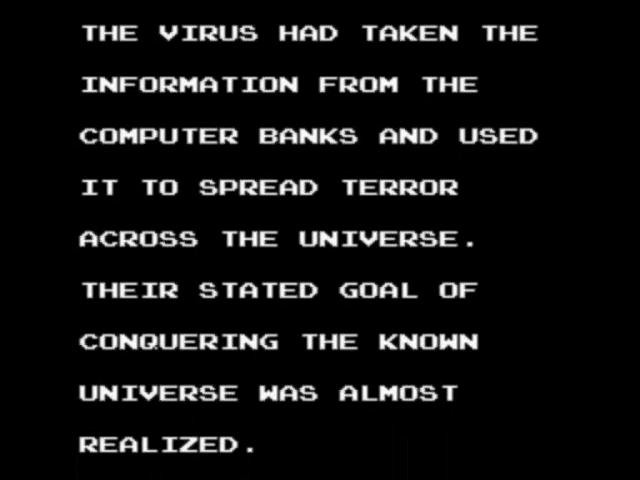 THE VIRUS HAD TAKEN THE
INFORMATION FROM THE
COMPUTER BANKS AND USED
IT TO SPREAD TERROR
ACROSS THE UNIVERSE.
THEIR STATED GOAL OF
CONQUERING THE KNOWN
UNIVERSE WAS ALMOST
REALIZED.